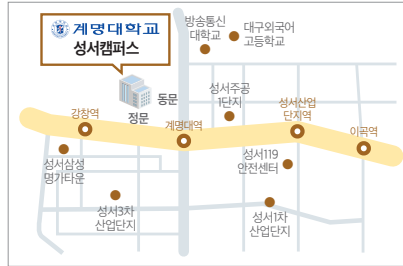 계명대학교
성서캠퍼스
방송통신
대학교
대구외국어
고등학교
동문
정문
성서주공
1단지
성서산업
단지역
강창역
계명대역
이곡역
성서삼성
명가타운
성서119
안전센터
성서3차
산업단지
성서1차
산업단지